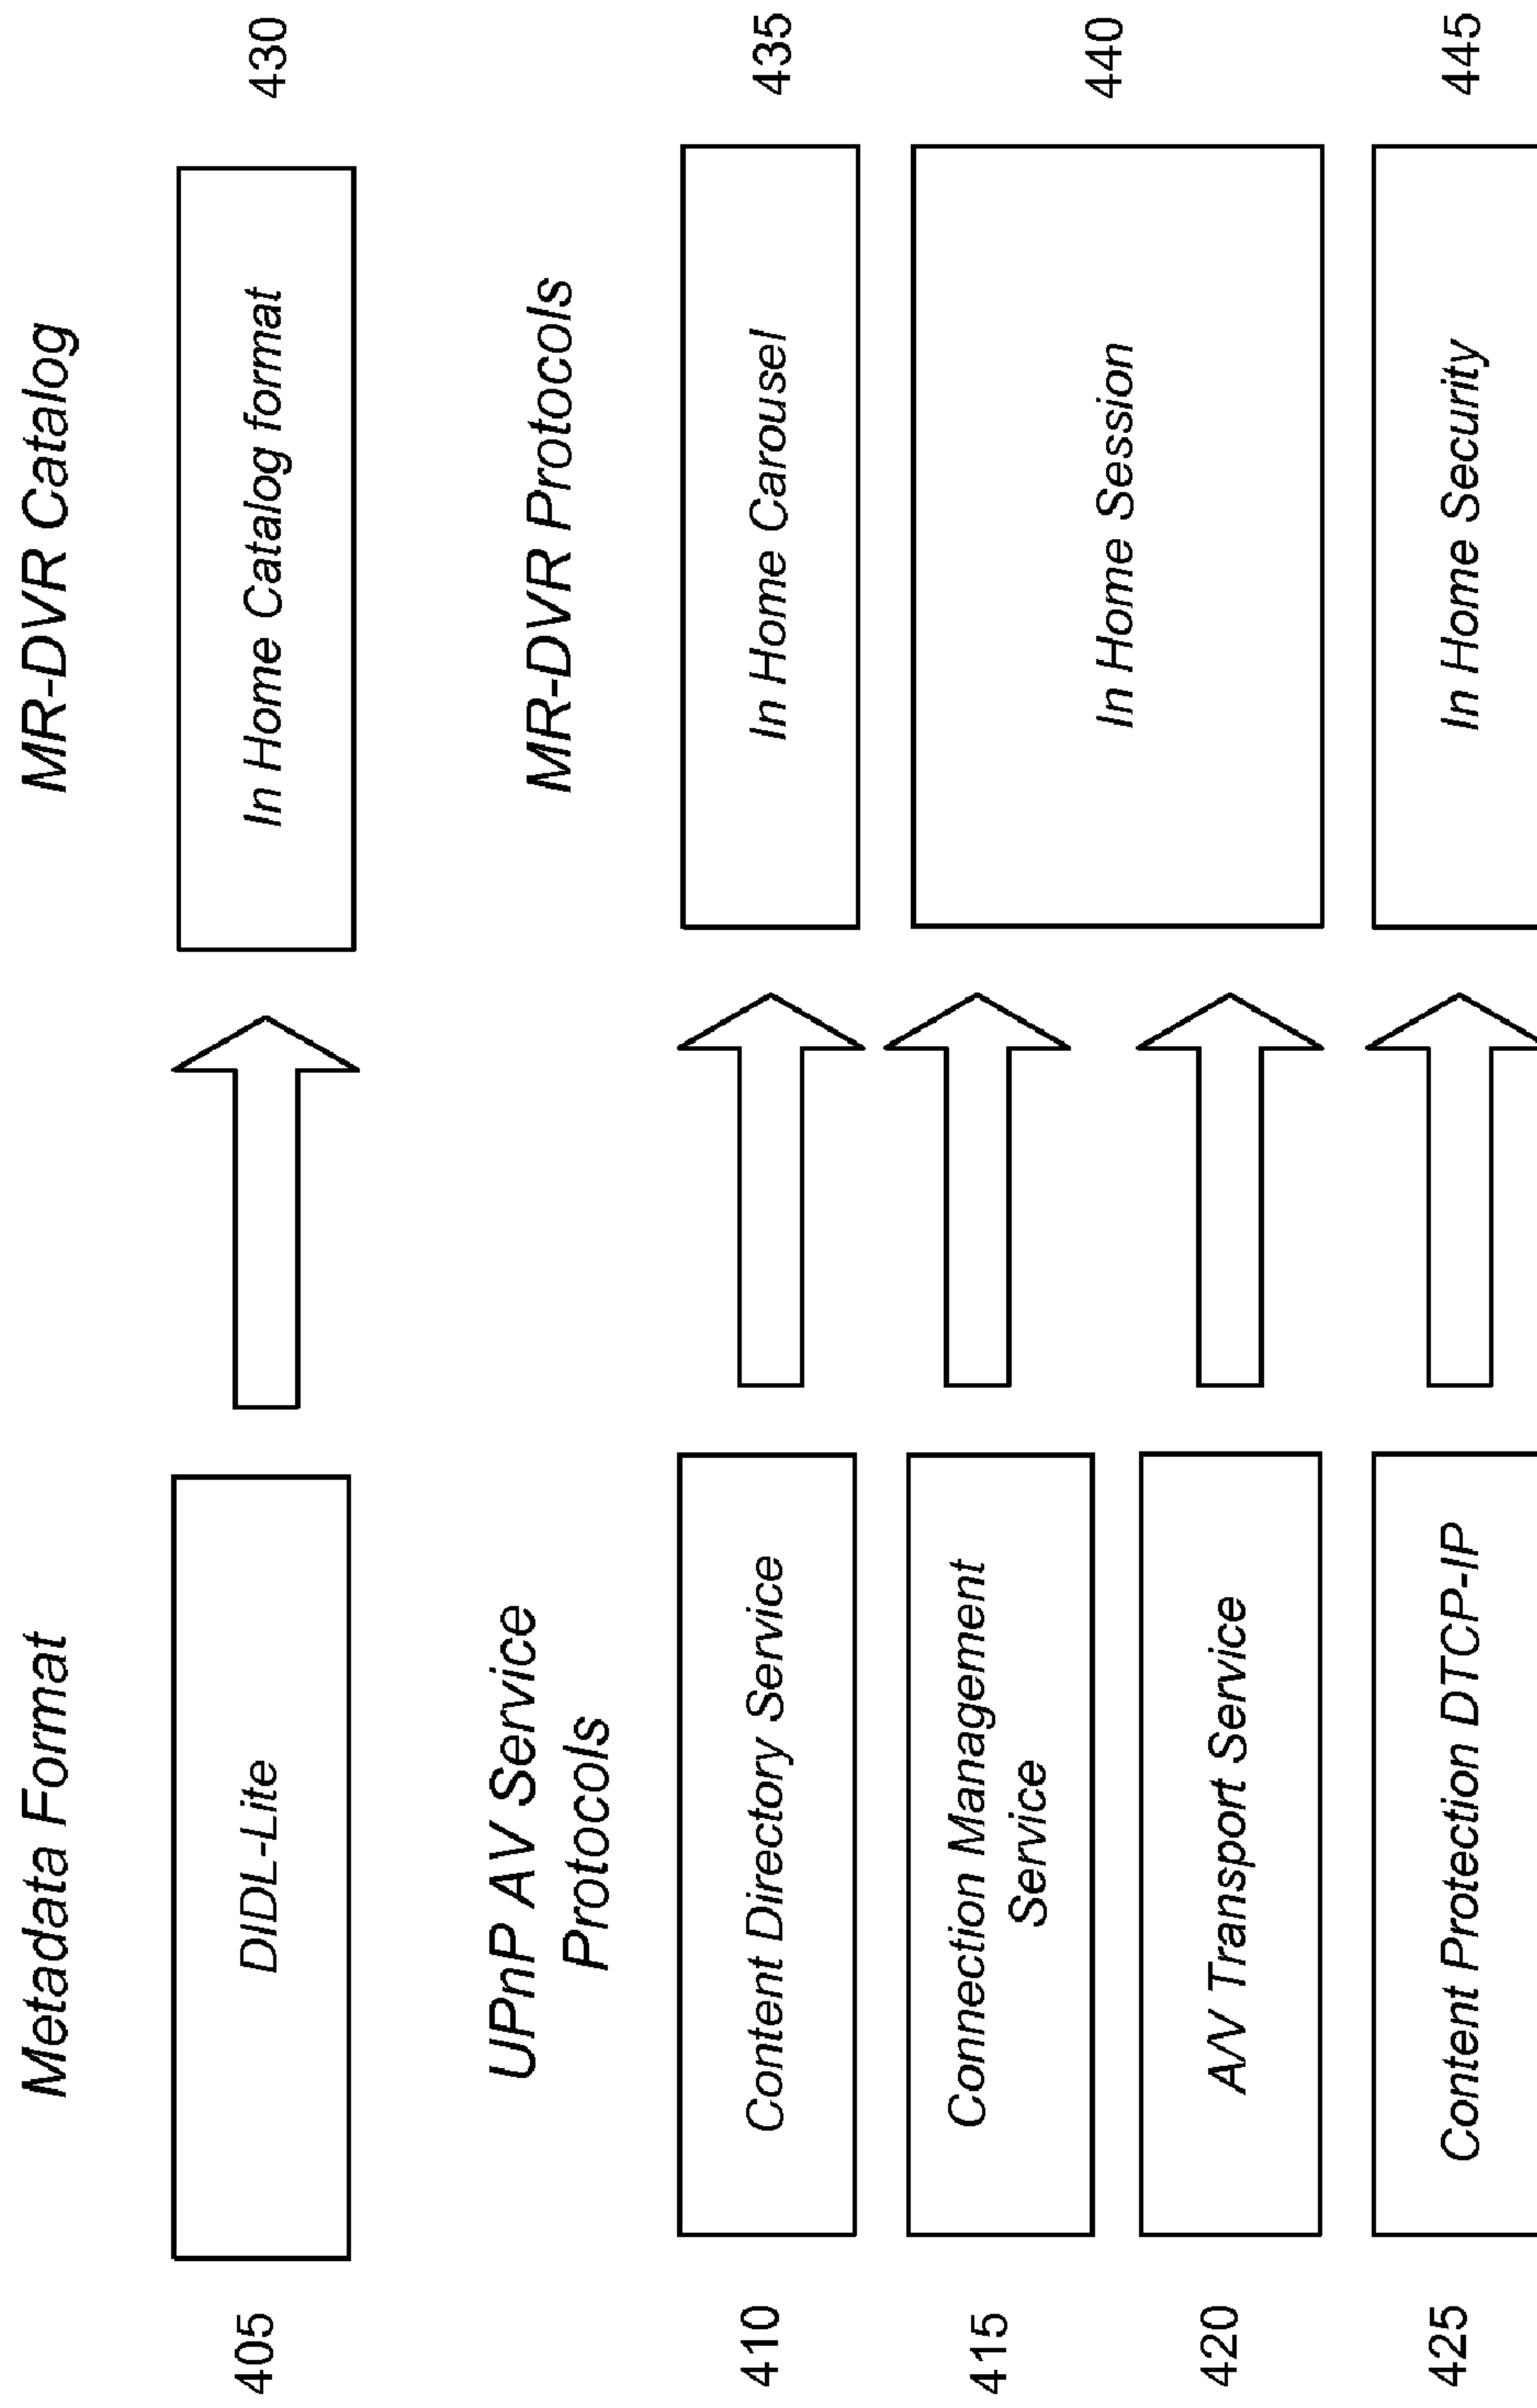 Metadata Format
MR-DVR Catalog
405
DIDL-Lite
In Home Catalog format
430
UPnP AV Service
Protocols
MR-DVR Protocols
410
Content Directory Service
In Home Carousel
435
415
Connection Management
Service
In Home Session
440
420
A/V Transport Service
425
Content Protection DTCP-IP
In Home Security
445